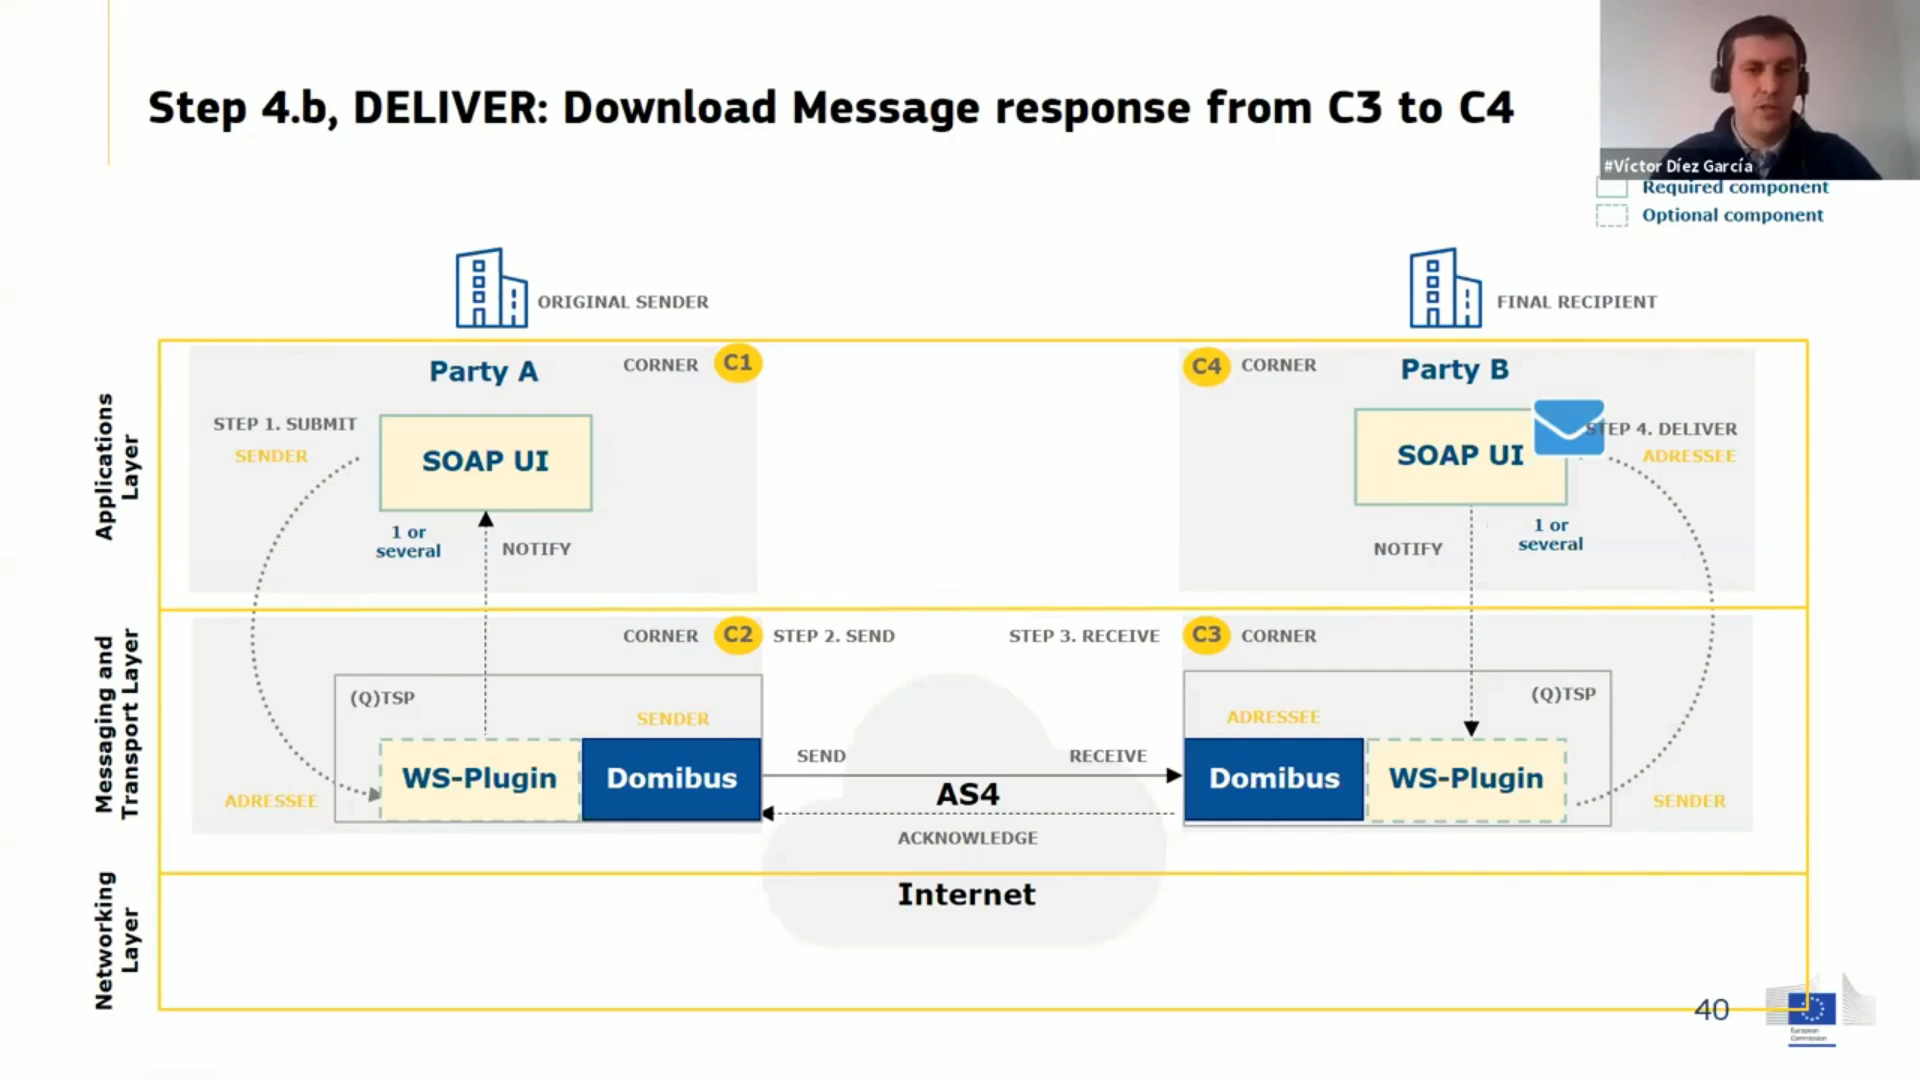 Step 4.b, DELIVER: Download Message response from C3 to C4
#Víctor Díez García
Required component
Optional component
ORIGINAL SENDER
FINAL RECIPIENT
Applications
Layer
Party A
CORNER C1
STEP 1. SUBMIT
SENDER
SOAP UI
1 or
several
NOTIFY
C4 CORNER
Party B
SOAP UI
STEP 4. DELIVER
ADRESSEE
NOTIFY
1 or
several
Messaging and
Transport Layer
CORNER C2 STEP 2. SEND
(Q)TSP
SENDER
WS-Plugin
Domibus
ADRESSEE
STEP 3. RECEIVE C3 CORNER
SEND
RECEIVE
AS4
ACKNOWLEDGE
(Q)TSP
ADRESSEE
Domibus
WS-Plugin
SENDER
Networking
Layer
Internet
40
European
Commission